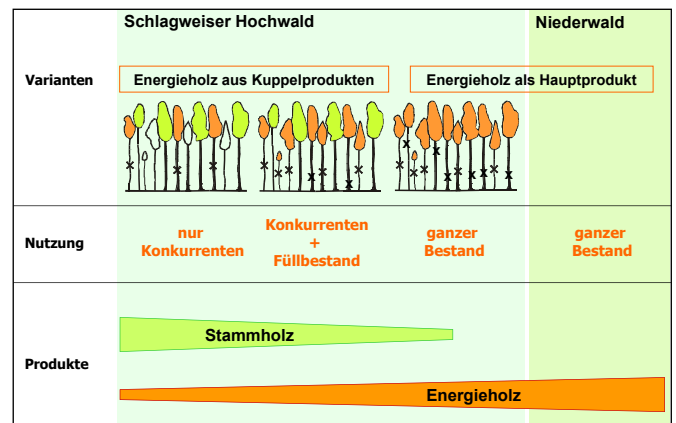 Schlagweiser Hochwald
Niederwald
Varianten
Energieholz aus Kuppelprodukten
Energieholz als Hauptprodukt
Nutzung
nur
Konkurrenten
Konkurrenten
+
Füllbestand
ganzer
Bestand
ganzer
Bestand
Produkte
Stammholz
Energieholz